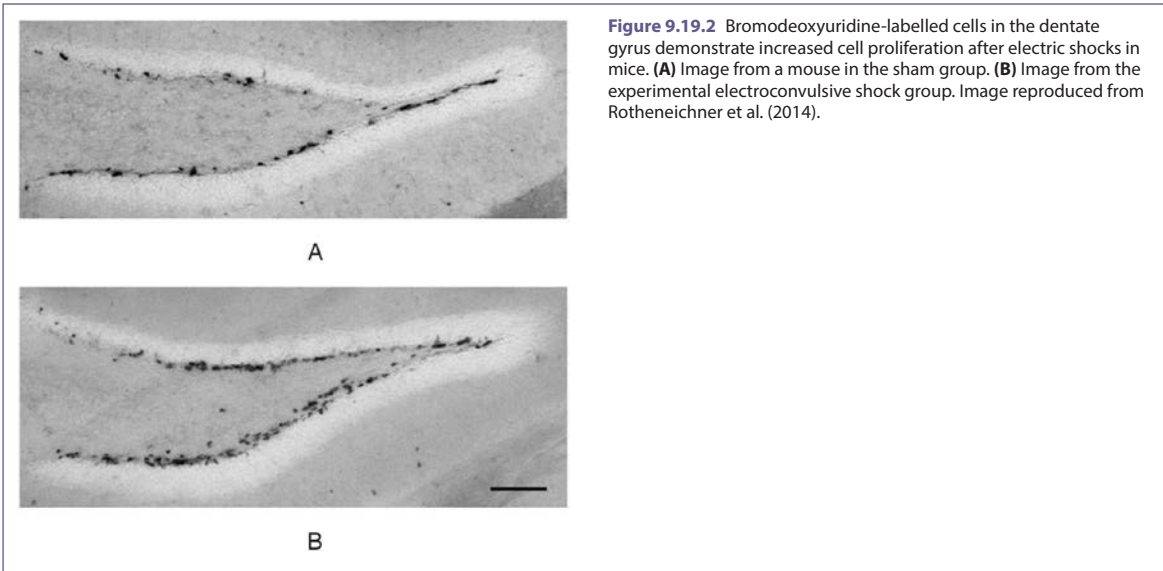 Figure 9.19.2 Bromodeoxyuridine-labelled cells in the dentate
gyrus demonstrate increased cell proliferation after electric shocks in
mice. (A) Image from a mouse in the sham group. (B) Image from the
experimental electroconvulsive shock group. Image reproduced from
Rotheneichner et al. (2014).
A
B